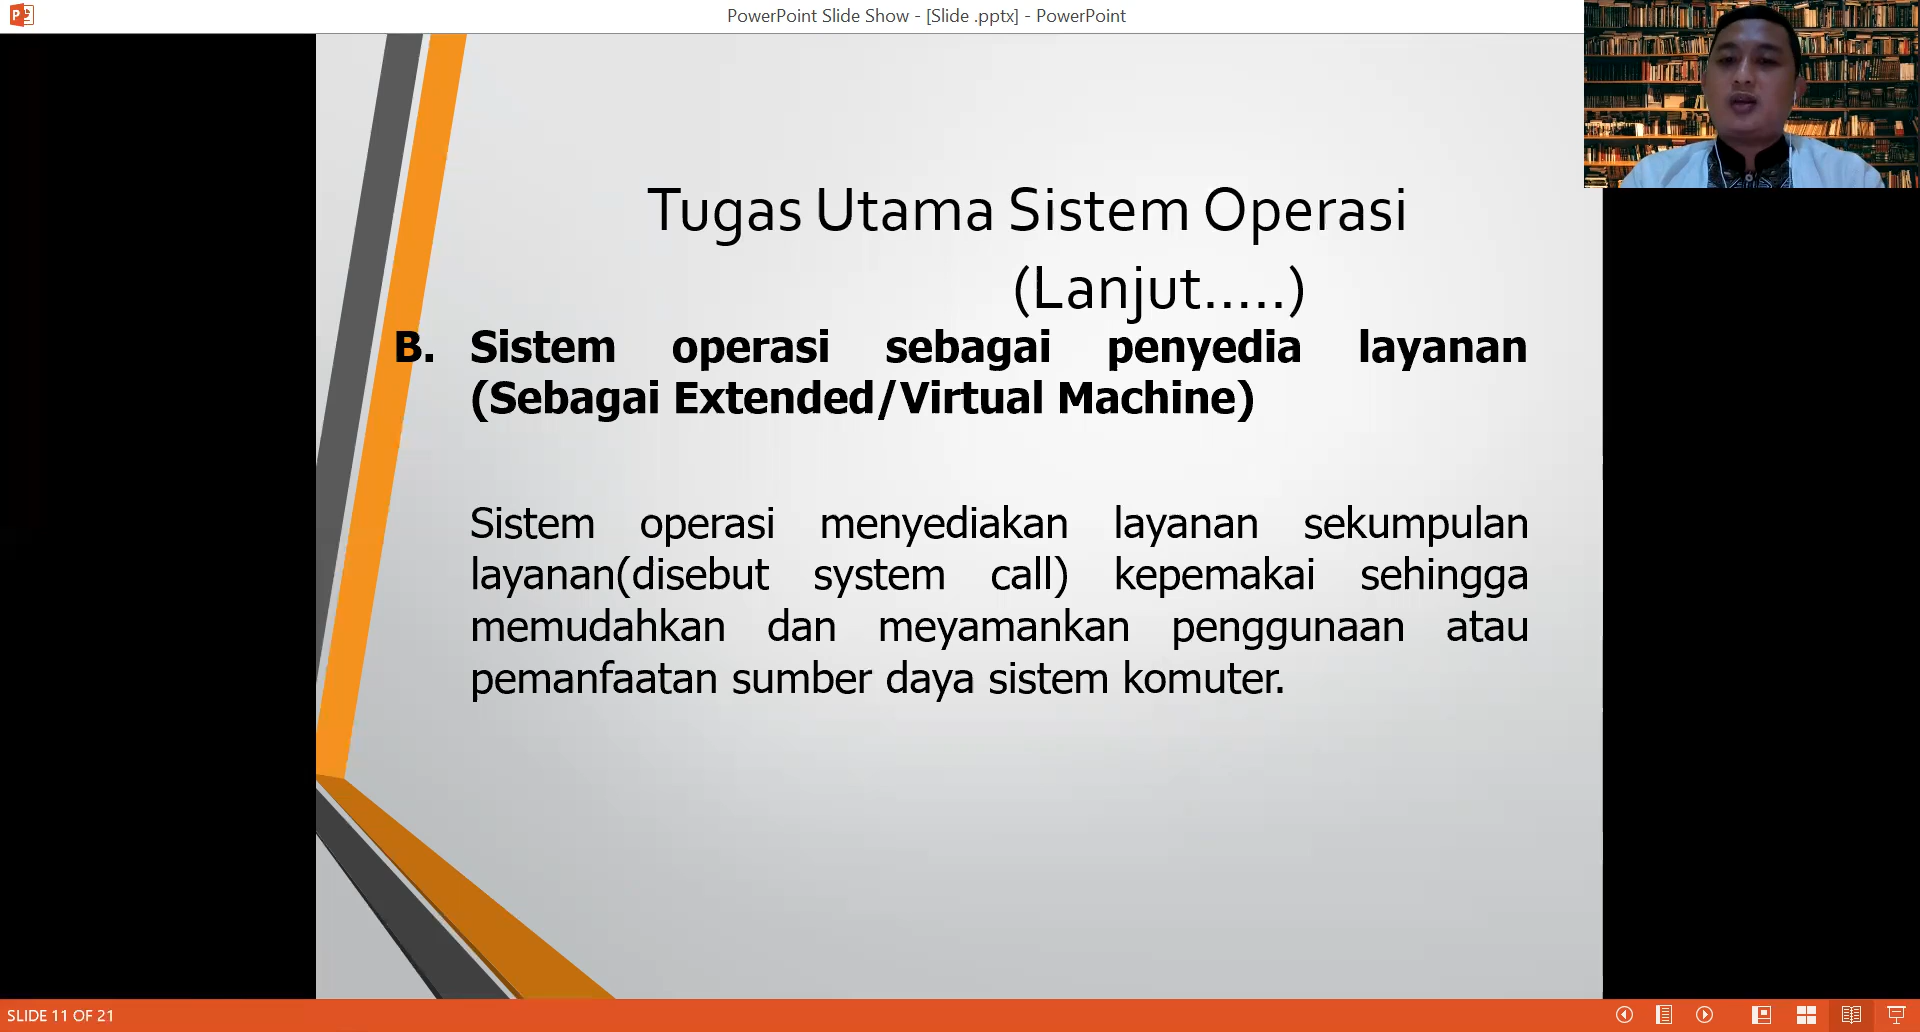 PowerPoint Slide Show - [Slide .pptx] - PowerPoint
Tugas Utama Sistem Operasi
(Lanjut.....)
B. Sistem operasi sebagai penyedia layanan
(Sebagai Extended/Virtual Machine)
Sistem operasi menyediakan layanan sekumpulan
layanan(disebut system call) kepemakai sehingga
memudahkan dan meyamankan penggunaan atau
pemanfaatan sumber daya sistem komuter.
SLIDE 11 OF 21